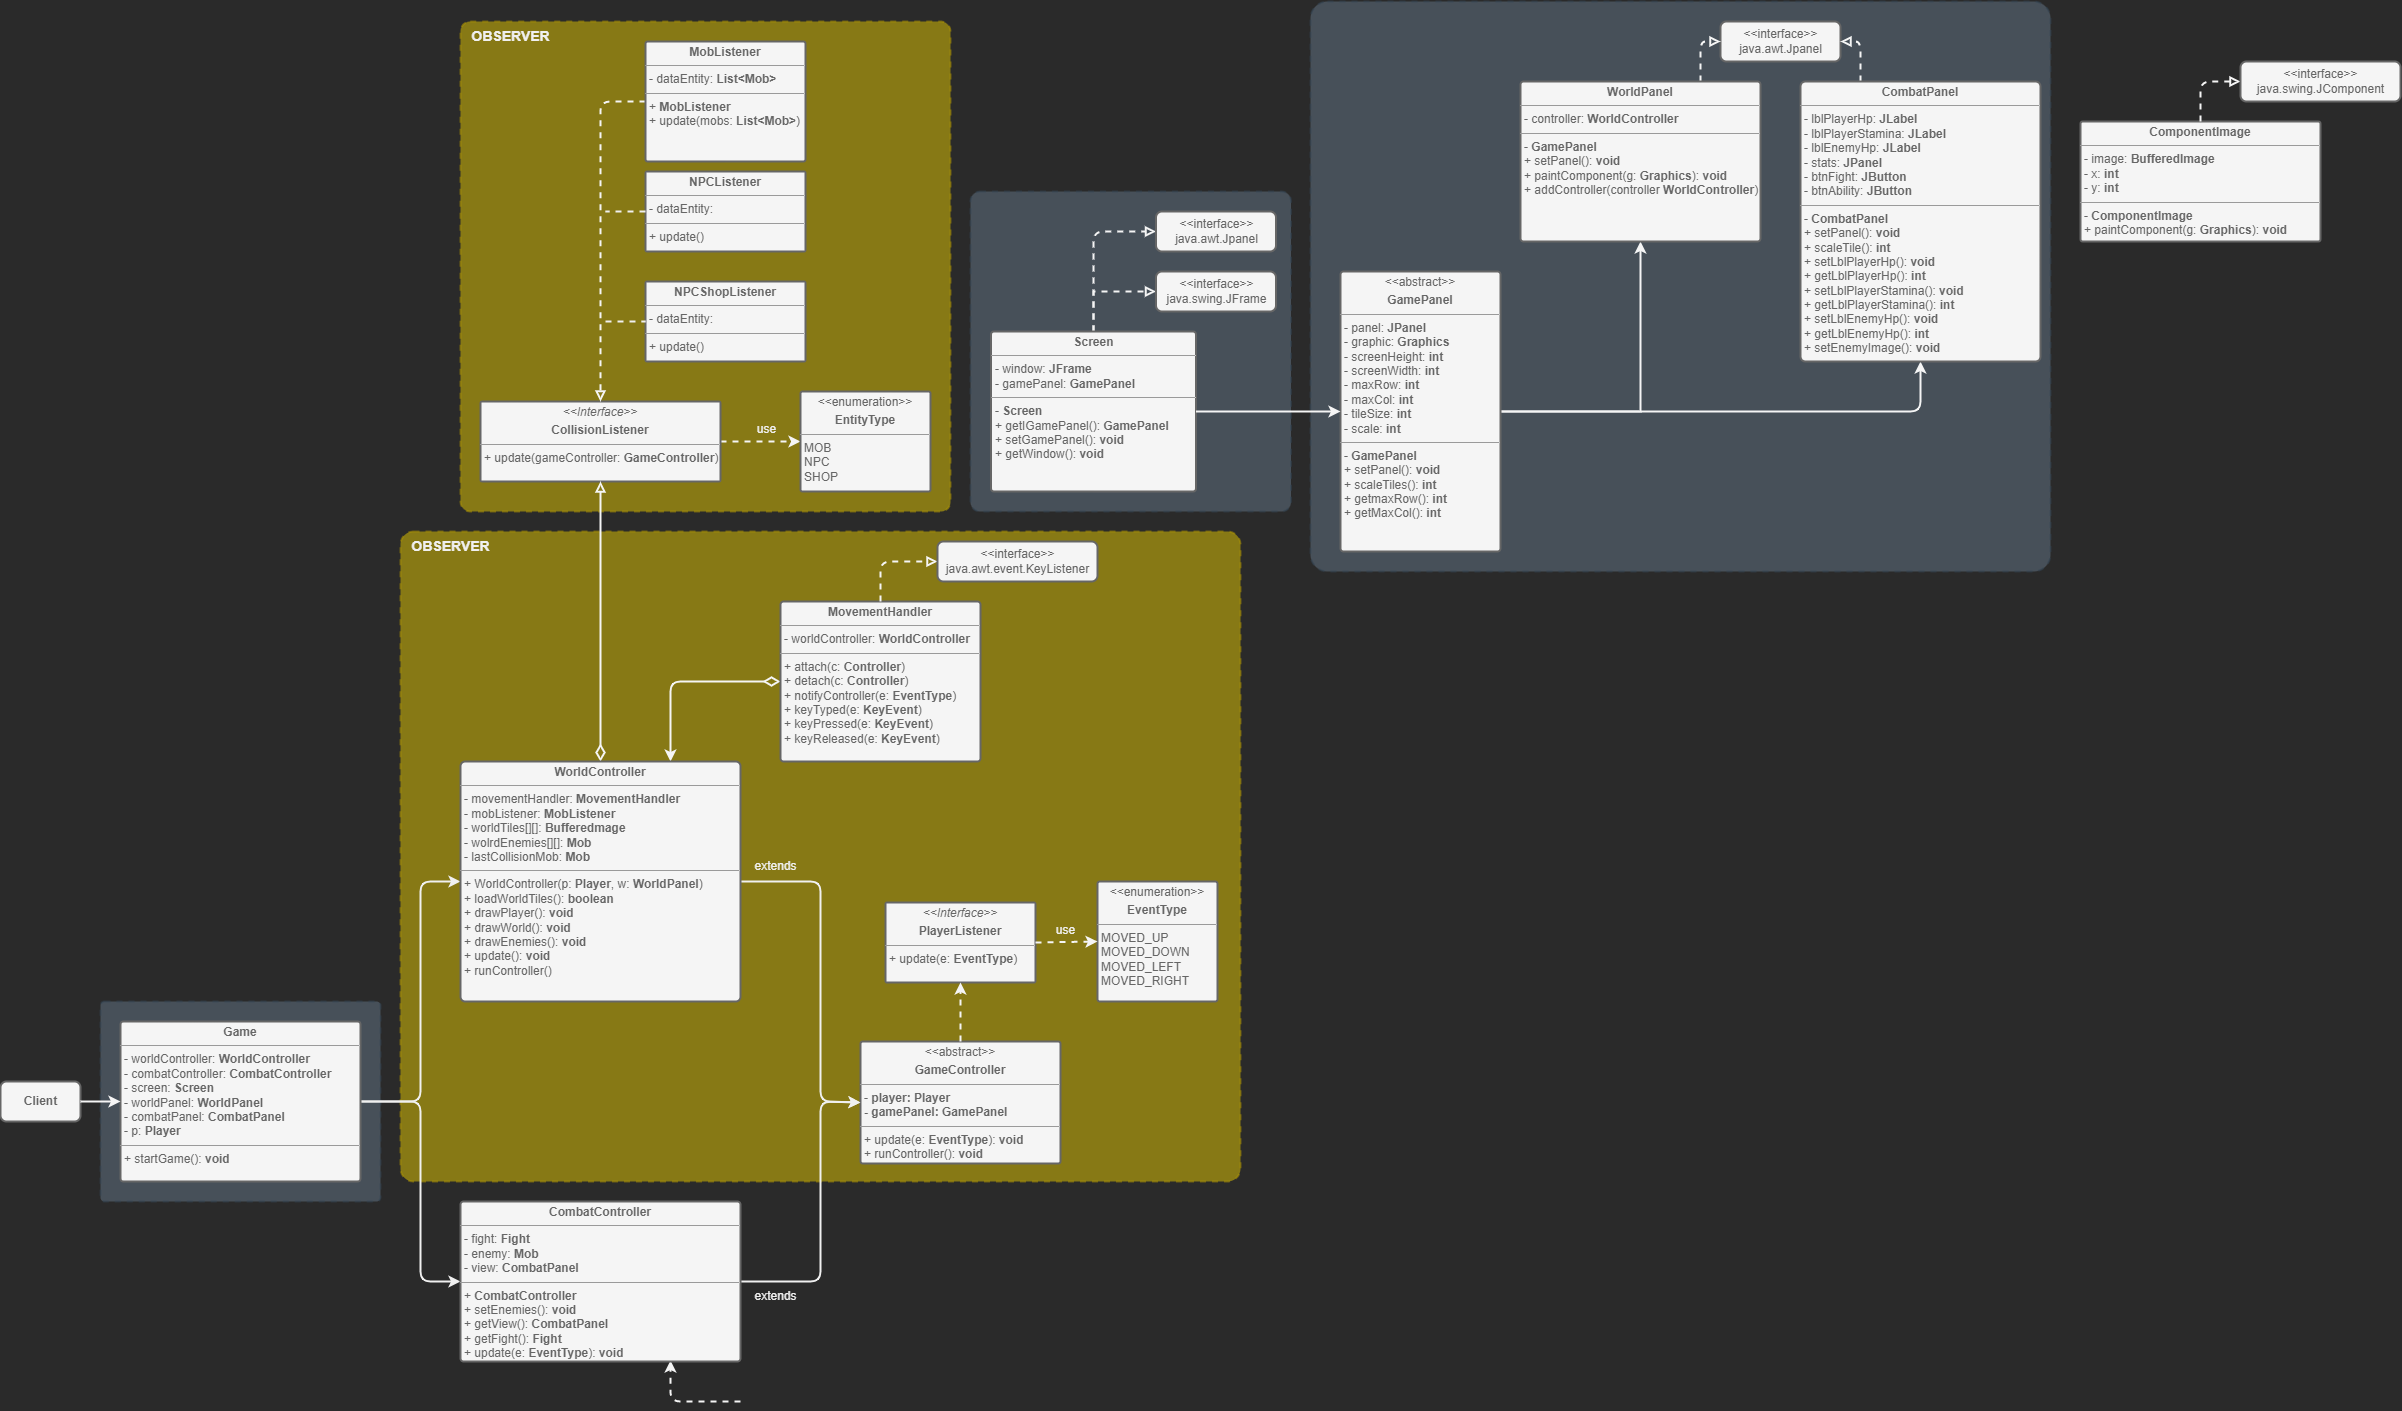 OBSERVER
MobListener
- dataEntity: List<Mob>
+ MobListener
+ update(mobs: List<Mob>)
NPCListener
- dataEntity:
+ update()
NPCShopListener
- dataEntity:
+ update()
<<Interface>>
CollisionListener
+ update(gameController: GameController)
use
<<enumeration>>
EntityType
MOB
NPC
SHOP
<<interface>>
java.awt.Jpanel
<<interface>>
java.swing.JFrame
Screen
- window: JFrame
- gamePanel: GamePanel
- Screen
+ getIGamePanel(): GamePanel
+ setGamePanel(): void
+ getWindow(): void
<<interface>>
java.awt.Jpanel
WorldPanel
- controller: WorldController
- GamePanel
+ setPanel(): void
+ paintComponent(g: Graphics): void
+ addController(controller WorldController)
CombatPanel
- lblPlayerHp: JLabel
- lblPlayerStamina: JLabel
- lblEnemyHp: JLabel
- stats: JPanel
- btnFight: JButton
- btnAbility: JButton
- CombatPanel
+ setPanel(): void
+ scaleTile(): int
+ setLblPlayerHp(): void
+ getLblPlayerHp(): int
+ setLblPlayerStamina(): void
+ getLblPlayerStamina(): int
+ setLblEnemyHp(): void
+ getLblEnemyHp(): int
+ setEnemyImage(): void
<<abstract>>
GamePanel
- panel: JPanel
- graphic: Graphics
- screenHeight: int
- screenWidth: int
- maxRow: int
- maxCol: int
- tileSize: int
- scale: int
- GamePanel
+ setPanel(): void
+ scaleTiles(): int
+ getmaxRow(): int
+ getMaxCol(): int
<<interface>>
java.swing.JComponent
ComponentImage
- image: BufferedImage
- x: int
- y: int
- ComponentImage
+ paintComponent(g: Graphics): void
OBSERVER
<<interface>>
java.awt.event.KeyListener
MovementHandler
- worldController: WorldController
+ attach(c: Controller)
+ detach(c: Controller)
+ notifyController(e: EventType)
+ keyTyped(e: KeyEvent)
+ keyPressed(e: KeyEvent)
+ keyReleased(e: KeyEvent)
WorldController
- movementHandler: MovementHandler
- mobListener: MobListener
- worldTiles[][]: Bufferedmage
- wolrdEnemies[][]: Mob
- lastCollisionMob: Mob
+ WorldController(p: Player, w: WorldPanel)
+ loadWorldTiles(): boolean
+ drawPlayer(): void
+ drawWorld(): void
+ drawEnemies(): void
+ update(): void
+ runController()
extends
<<Interface>>
PlayerListener
+ update(e: EventType)
use
<<enumeration>>
EventType
MOVED_UP
MOVED_DOWN
MOVED_LEFT
MOVED_RIGHT
<<abstract>>
GameController
- player: Player
- gamePanel: GamePanel
+ update(e: EventType): void
+ runController(): void
Client
Game
- worldController: WorldController
- combatController: CombatController
- screen: Screen
- worldPanel: WorldPanel
- combatPanel: CombatPanel
- p: Player
+ startGame(): void
CombatController
- fight: Fight
- enemy: Mob
- view: CombatPanel
+ CombatController
+ setEnemies(): void
+ getView(): CombatPanel
+ getFight(): Fight
+ update(e: EventType): void
extends